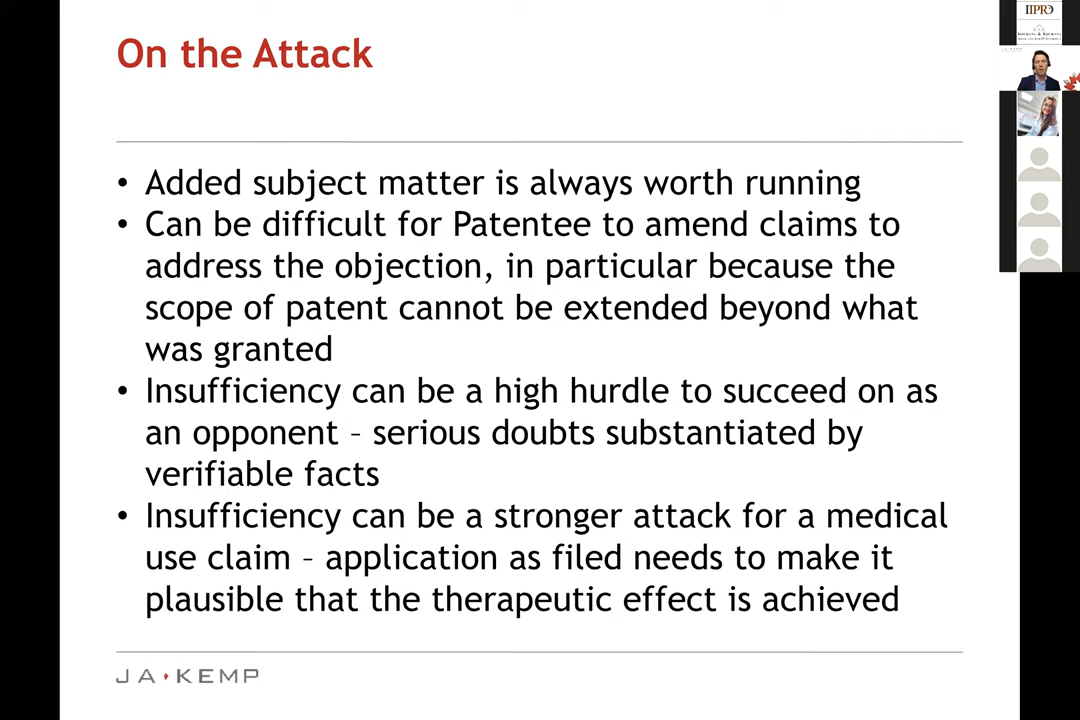 On the Attack
• Added subject matter is always worth running
• Can be difficult for Patentee to amend claims to
address the objection, in particular because the
scope of patent cannot be extended beyond what
was granted
• Insufficiency can be a high hurdle to succeed on as
an opponent – serious doubts substantiated by
verifiable facts
• Insufficiency can be a stronger attack for a medical
use claim – application as filed needs to make it
plausible that the therapeutic effect is achieved
JA KEMP